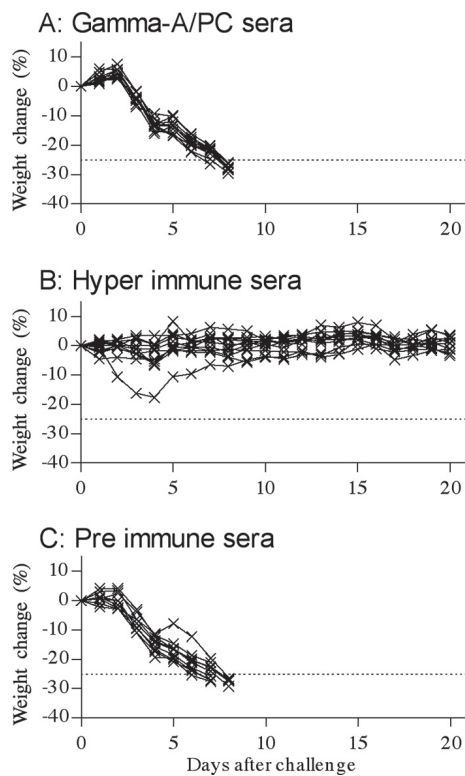 A: Gamma-A/PC sera
Weight change (%)
10
0
-10
-20
-30
-40
0 5 10 15 20
B: Hyper immune sera
Weight change (%)
10
0
-10
-20
-30
-40
0 5 10 15 20
C: Pre immune sera
Weight change (%)
10
0
-10
-20
-30
-40
0 5 10 15 20
Days after challenge